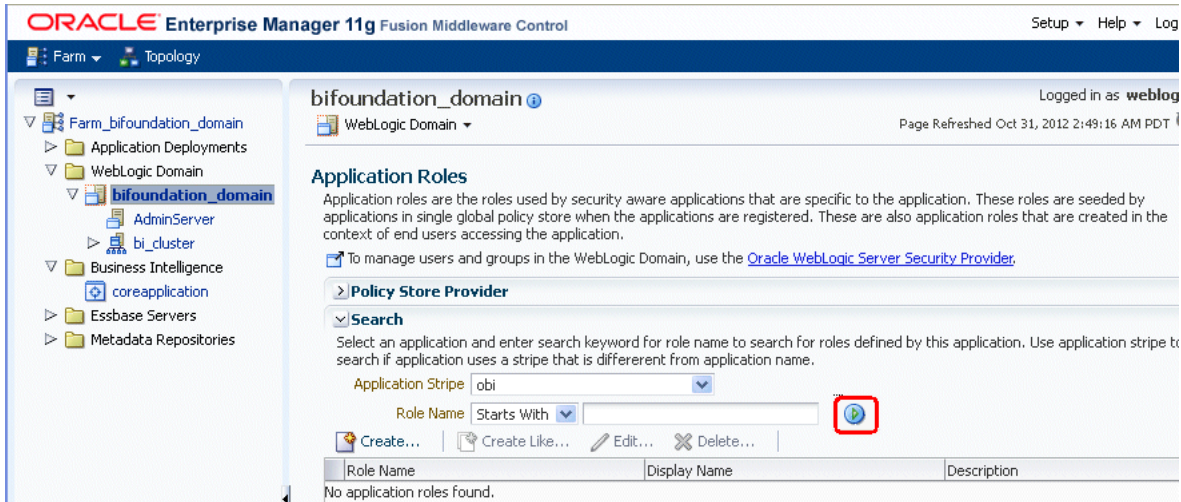 ORACLE Enterprise Manager 11g Fusion Middleware Control
Setup Help Log
Farm Topology
Farm_bifoundation_domain
Application Deployments
WebLogic Domain
bifoundation_domain
AdminServer
bi_cluster
Business Intelligence
coreapplication
Essbase Servers
Metadata Repositories
bifoundation_domain
Logged in as weblog
WebLogic Domain
Page Refreshed Oct 31, 2012 2:49:16 AM PDT
Application Roles
Application roles are the roles used by security aware applications that are specific to the application. These roles are seeded by
applications in single global policy store when the applications are registered. These are also application roles that are created in the
context of end users accessing the application.
To manage users and groups in the WebLogic Domain, use the Oracle WebLogic Server Security Provider.
Policy Store Provider
Search
Select an application and enter search keyword for role name to search for roles defined by this application. Use application stripe to
search if application uses a stripe that is differerent from application name.
Application Stripe obi
Role Name Starts With
Create... Create Like... Edit... Delete...
Role Name Display Name Description
No application roles found.